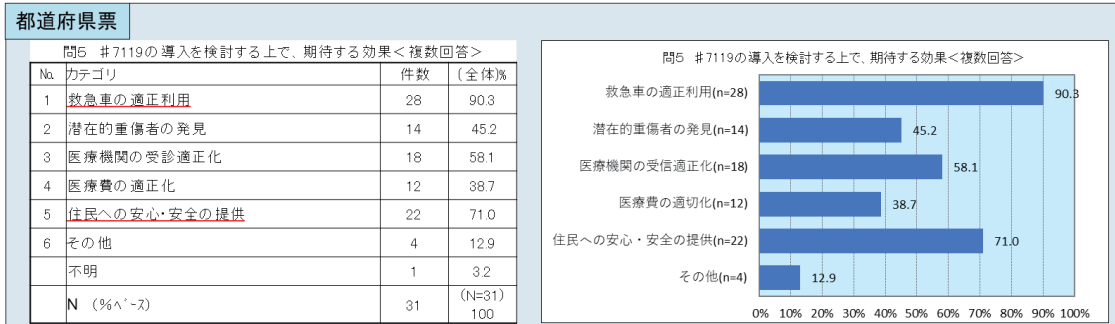 都道府県票
問5 ♯7119の導入を検討する上で、期待する効果＜複数回答＞
No. カテゴリ 件数 (全体)%
1 救急車の適正利用 28 90.3
2 潜在的重傷者の発見 14 45.2
3 医療機関の受診適正化 18 58.1
4 医療費の適正化 12 38.7
5 住民への安心・安全の提供 22 71.0
6 その他 4 12.9
不明 1 3.2
N (%ﾍﾞｰｽ) 31 (N=31) 100
問5 ♯7119の導入を検討する上で、期待する効果＜複数回答＞
救急車の適正利用(n=28) 90.3
潜在的重傷者の発見(n=14) 45.2
医療機関の受信適正化(n=18) 58.1
医療費の適切化(n=12) 38.7
住民への安心・安全の提供(n=22) 71.0
その他(n=4) 12.9
0% 10% 20% 30% 40% 50% 60% 70% 80% 90% 100%